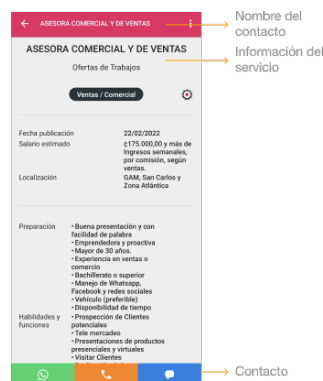 ASESORA COMERCIAL Y DE VENTAS
Nombre del
contacto
ASESORA COMERCIAL Y DE VENTAS
Información del
servicio
Ofertas de Trabajos
Ventas / Comercial
Fecha publicación 22/02/2022
Salario estimado ¢175.000,00 y más de
Ingresos semanales,
por comisión, según
ventas.
Localización GAM, San Carlos y
Zona Atlántica
Preparación • Buena presentación y con
facilidad de palabra
• Emprendedora y proactiva
• Mayor de 30 años.
• Experiencia en ventas o
comercio
• Bachillerato o superior
• Manejo de Whatsapp,
Facebook y redes sociales
• Vehículo (preferible)
• Disponibilidad de tiempo
Habilidades y • Prospección de Clientes
funciones potenciales
• Tele mercadeo
• Presentaciones de productos
presenciales y virtuales
• Visitar Clientes
Contacto